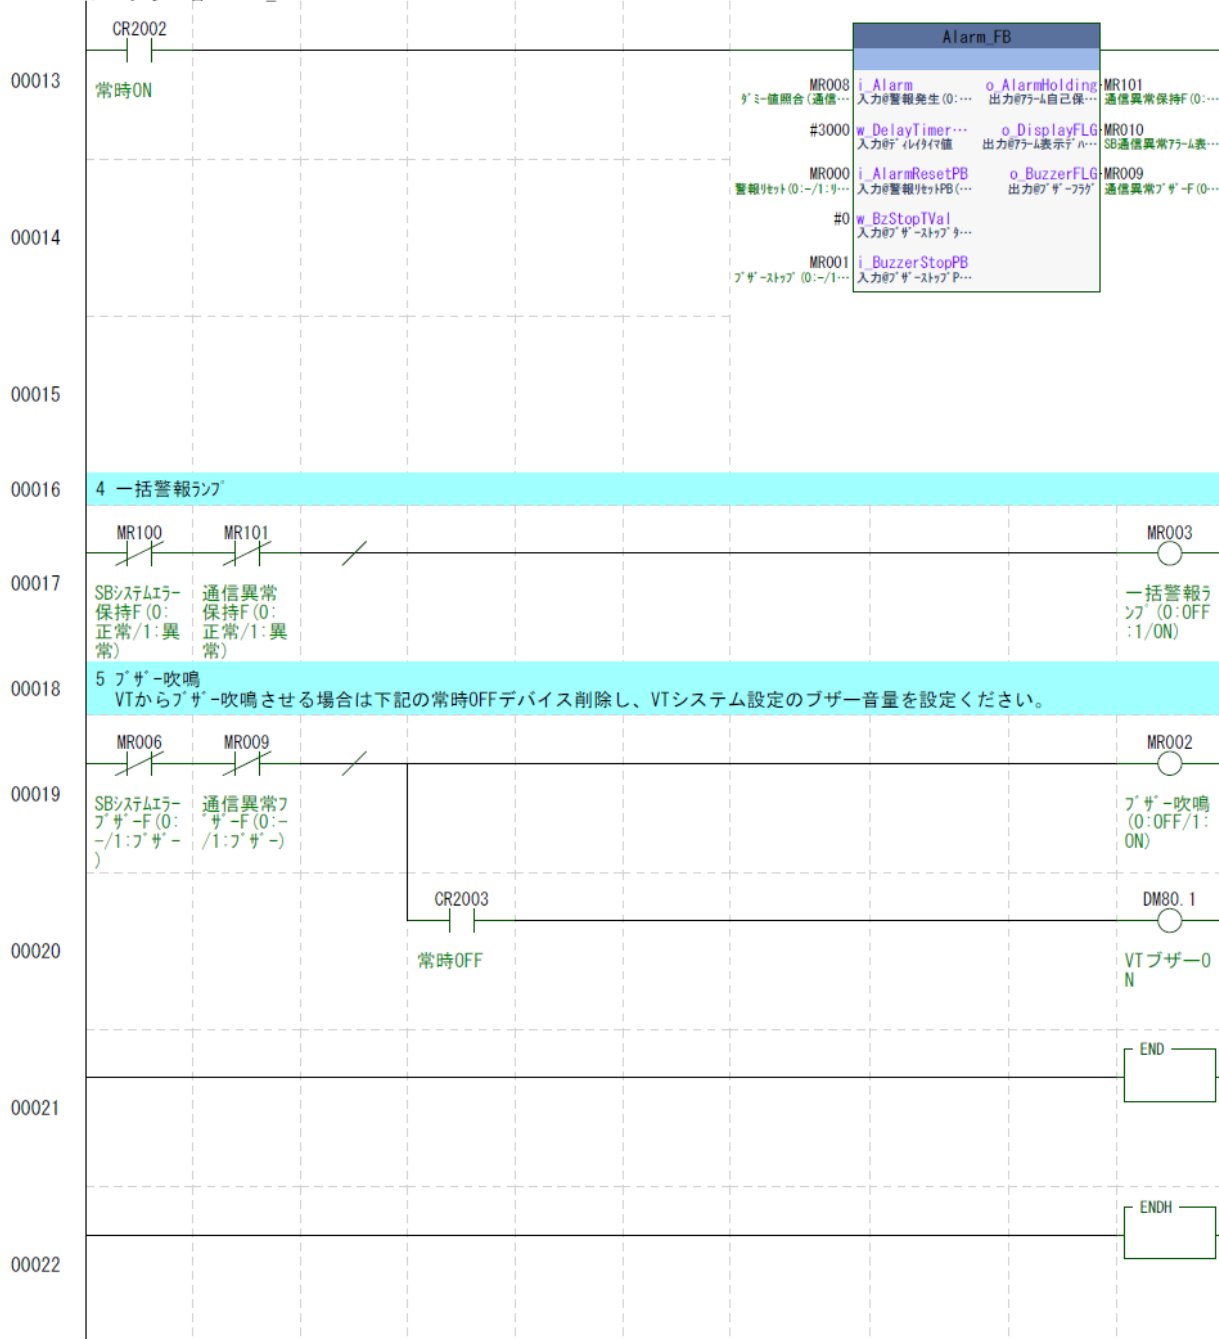 CR2002
00013
常時ON
Alarm_FB
MR008 i_Alarm o_AlarmHolding MR101
ﾀﾞﾐｰ値照合(通信… 入力@警報発生(0:… 出力@ｱﾗｰﾑ自己保… 通信異常保持F(0:…
#3000 w_DelayTimer… o_DisplayFLG MR010
入力@ﾃﾞｨﾚｲﾀｲﾏ値 出力@ｱﾗｰﾑ表示ﾃﾞﾊ… SB通信異常ｱﾗｰﾑ表…
MR000 i_AlarmResetPB o_BuzzerFLG MR009
警報ﾘｾｯﾄ(0:-/1:ﾘ… 入力@警報ﾘｾｯﾄPB(… 出力@ﾌﾞｻﾞｰﾌﾗｸﾞ 通信異常ﾌﾞｻﾞｰF(0…
#0 w_BzStopTVal
入力@ﾌﾞｻﾞｰｽﾄｯﾌﾟﾀ…
00014
MR001 i_BuzzerStopPB
ﾌﾞｻﾞｰｽﾄｯﾌﾟ(0:-/1… 入力@ﾌﾞｻﾞｰｽﾄｯﾌﾟP…
00015
00016
4 一括警報ﾗﾝﾌﾟ
MR100 MR101 MR003
00017
SBｼｽﾃﾑｴﾗｰ 通信異常 一括警報ﾗ
保持F(0: 保持F(0: ﾝﾌﾟ(0:OFF
正常/1:異 正常/1:異 :1/ON)
常) 常)
00018
5 ﾌﾞｻﾞｰ吹鳴
VTからﾌﾞｻﾞｰ吹鳴させる場合は下記の常時OFFデバイス削除し、VTシステム設定のブザー音量を設定ください。
MR006 MR009 MR002
00019
SBｼｽﾃﾑｴﾗｰ 通信異常ﾌ ﾌﾞｻﾞｰ吹鳴
ﾌﾞｻﾞｰF(0: ﾞｻﾞｰF(0:- (0:OFF/1:
-/1:ﾌﾞｻﾞｰ /1:ﾌﾞｻﾞｰ) ON)
)
CR2003 DM80.1
00020
常時OFF VTブザーO
N
END
00021
ENDH
00022